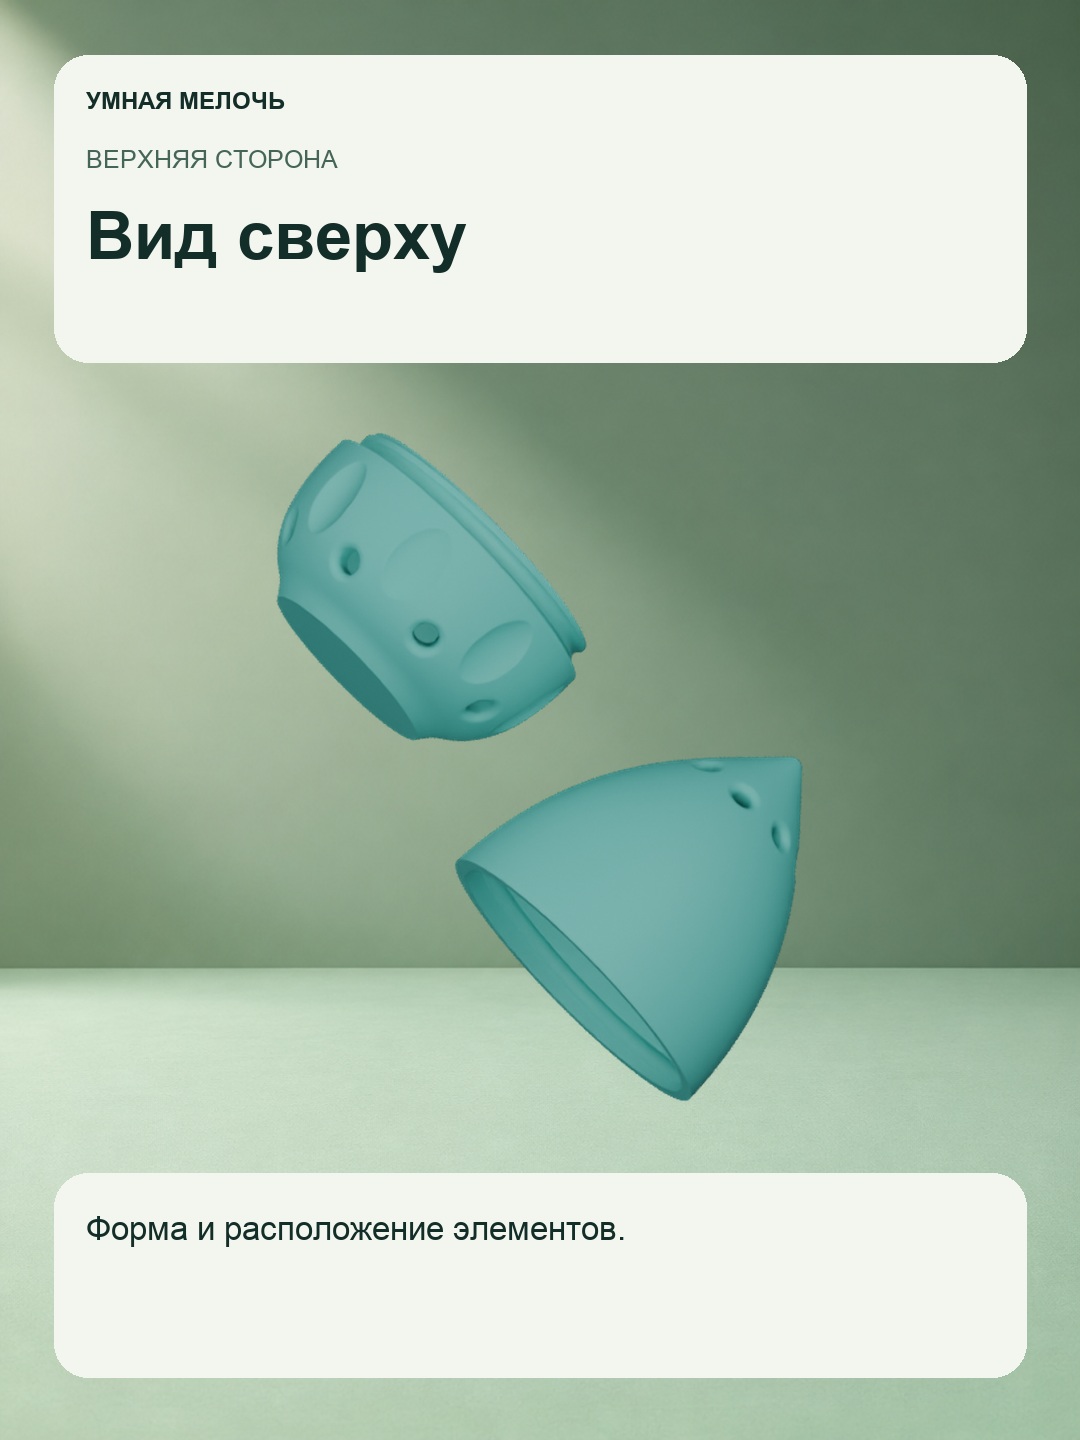 УМНАЯ МЕЛОЧЬ
ВЕРХНЯЯ СТОРОНА
Вид сверху
Форма и расположение элементов.